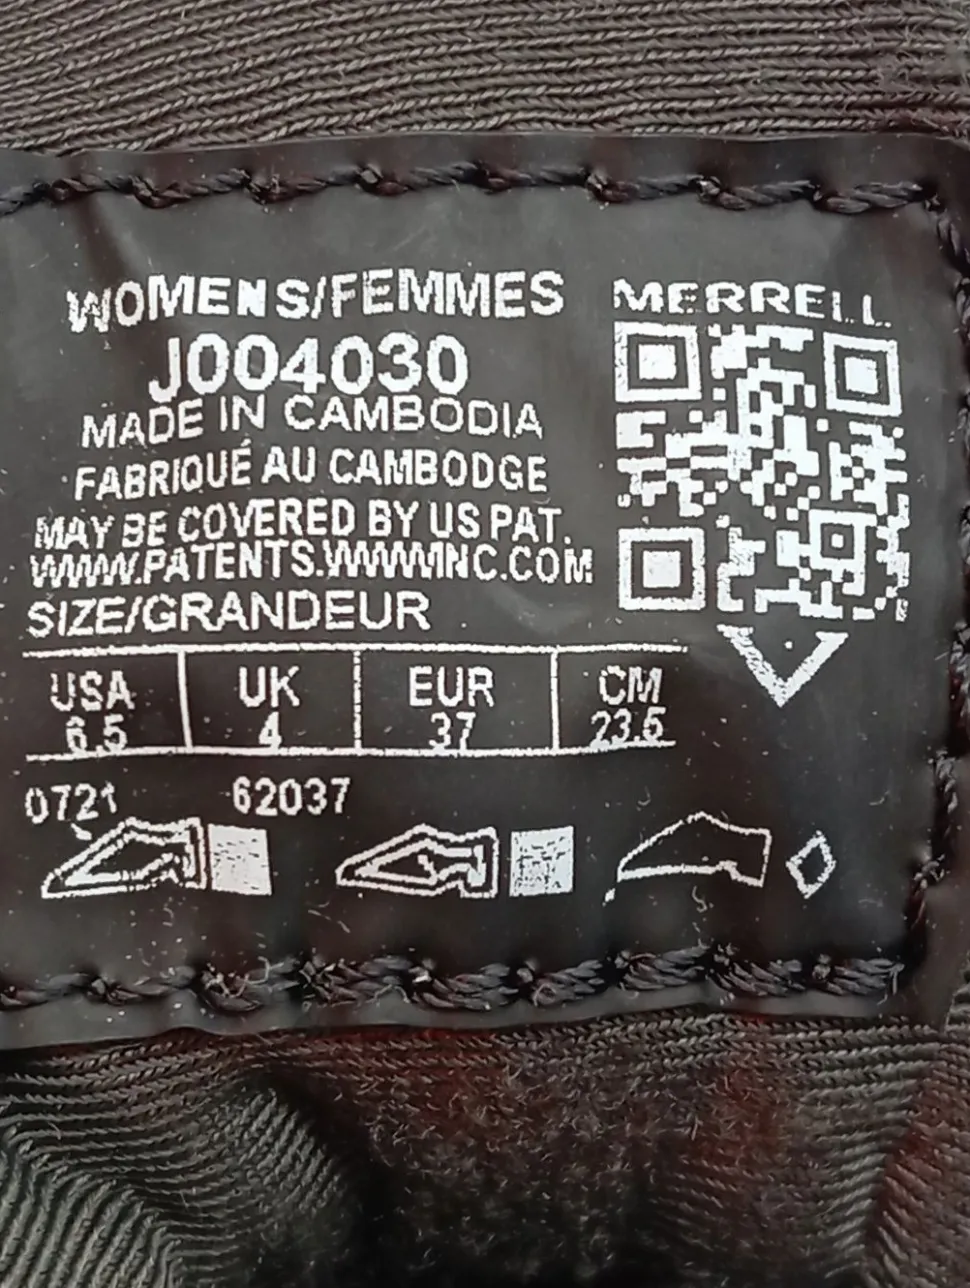 WOMENS/FEMMES
J004030
MADE IN CAMBODIA
FABRIQUÉ AU CAMBODGE
MAY BE COVERED BY US PAT.
WWW.PATENTS.WWWINC.COM
SIZE/GRANDEUR
USA UK EUR CM
6.5 4 37 23.5
0721 62037
MERRELL